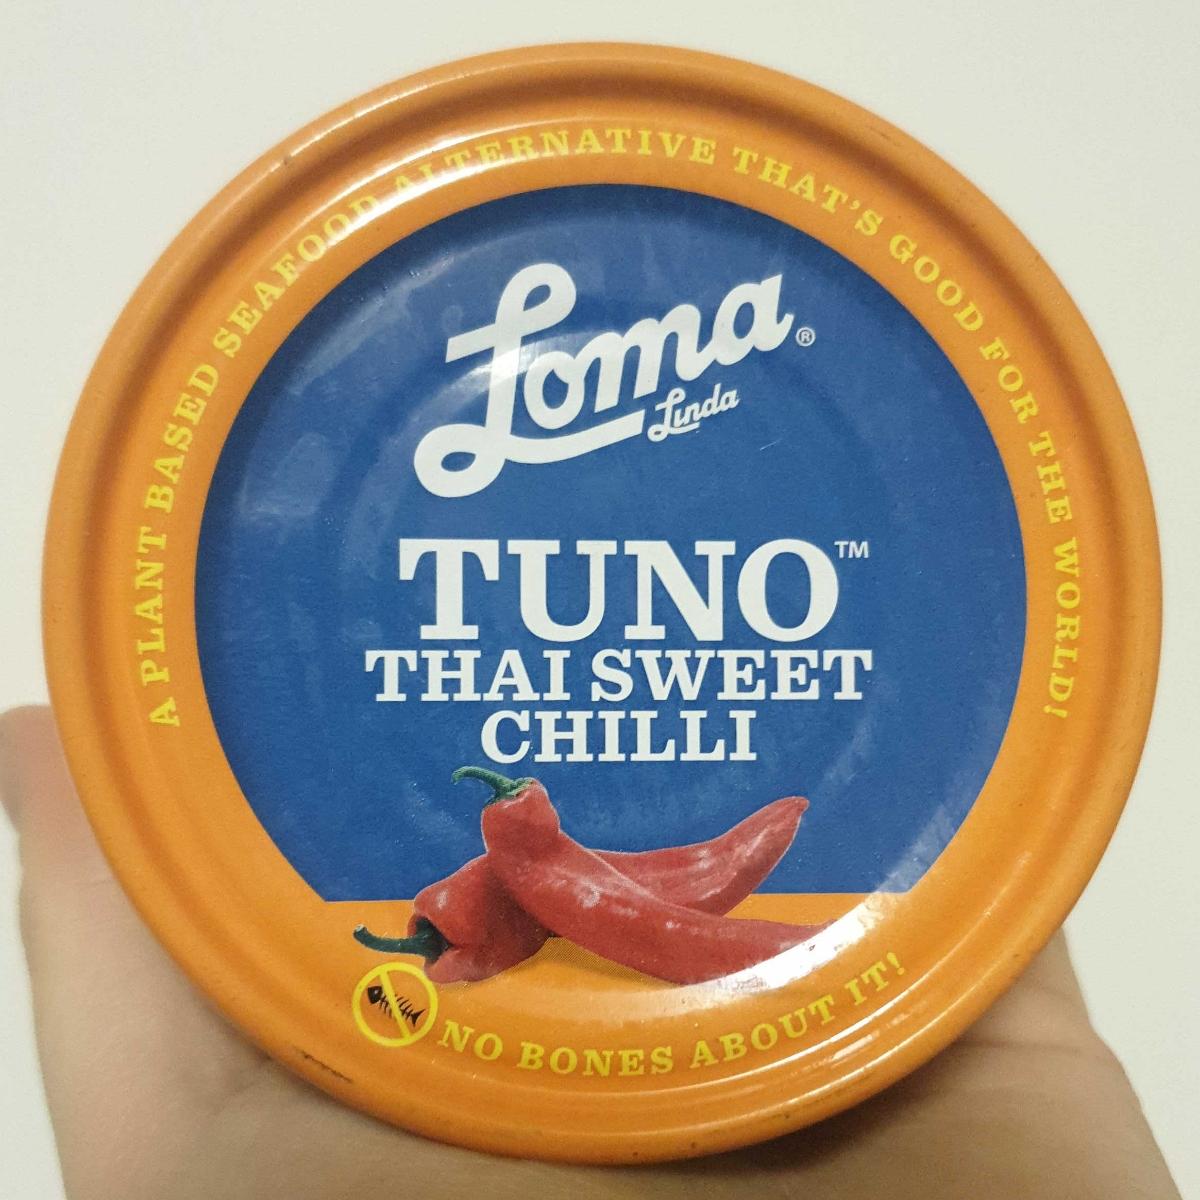 A PLANT BASED SEAFOOD ALTERNATIVE THAT'S GOOD FOR THE WORLD!
Loma®
Linda
TUNO™
THAI SWEET
CHILLI
NO BONES ABOUT IT!